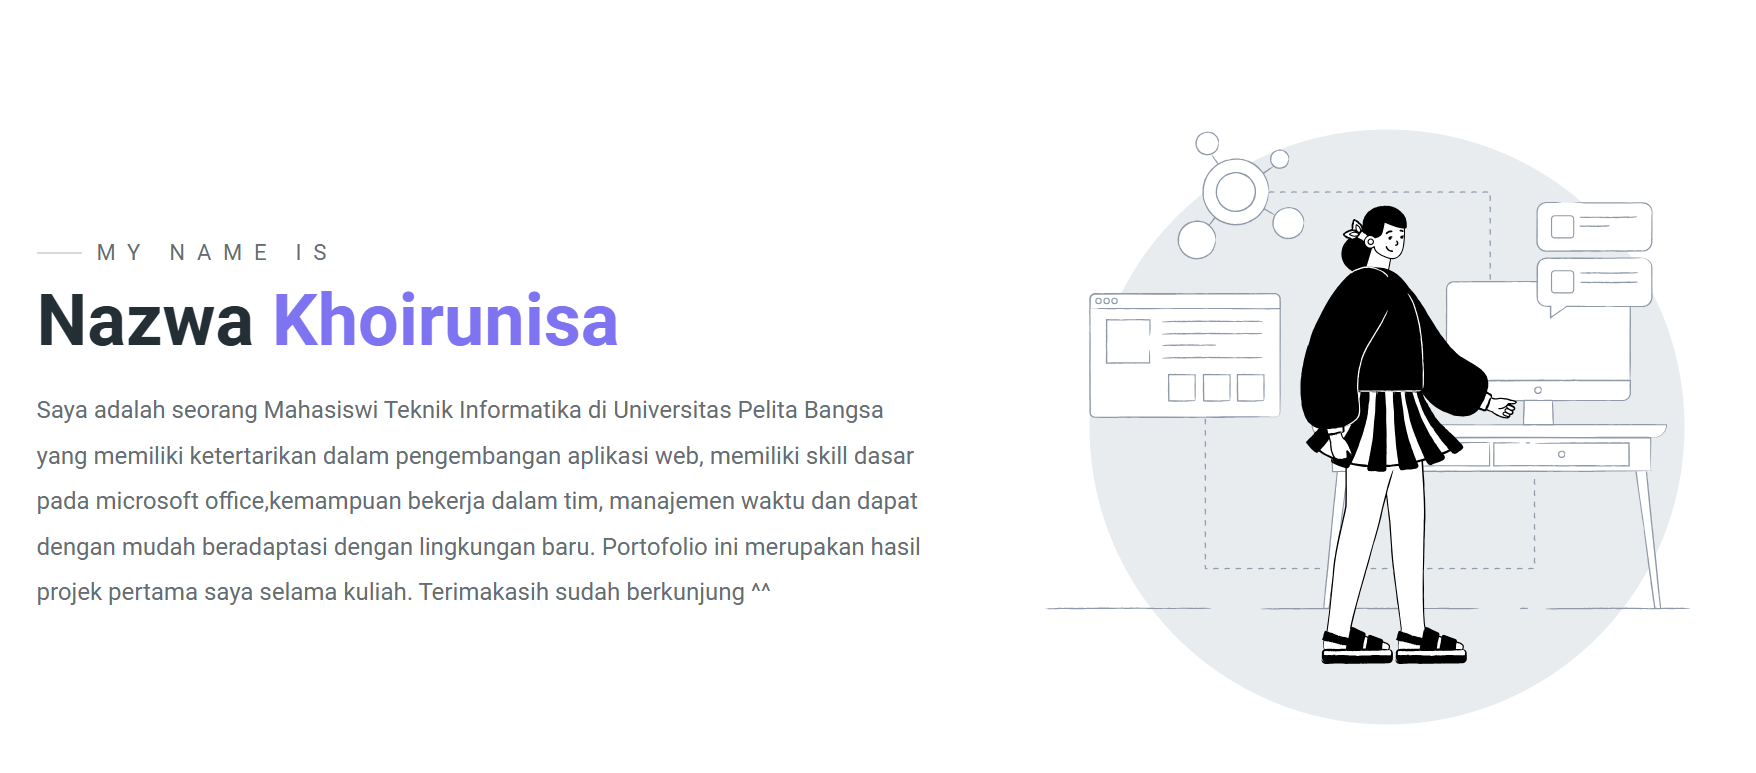 MY NAME IS
Nazwa Khoirunisa
Saya adalah seorang Mahasiswi Teknik Informatika di Universitas Pelita Bangsa
yang memiliki ketertarikan dalam pengembangan aplikasi web, memiliki skill dasar
pada microsoft office,kemampuan bekerja dalam tim, manajemen waktu dan dapat
dengan mudah beradaptasi dengan lingkungan baru. Portofolio ini merupakan hasil
projek pertama saya selama kuliah. Terimakasih sudah berkunjung ^^